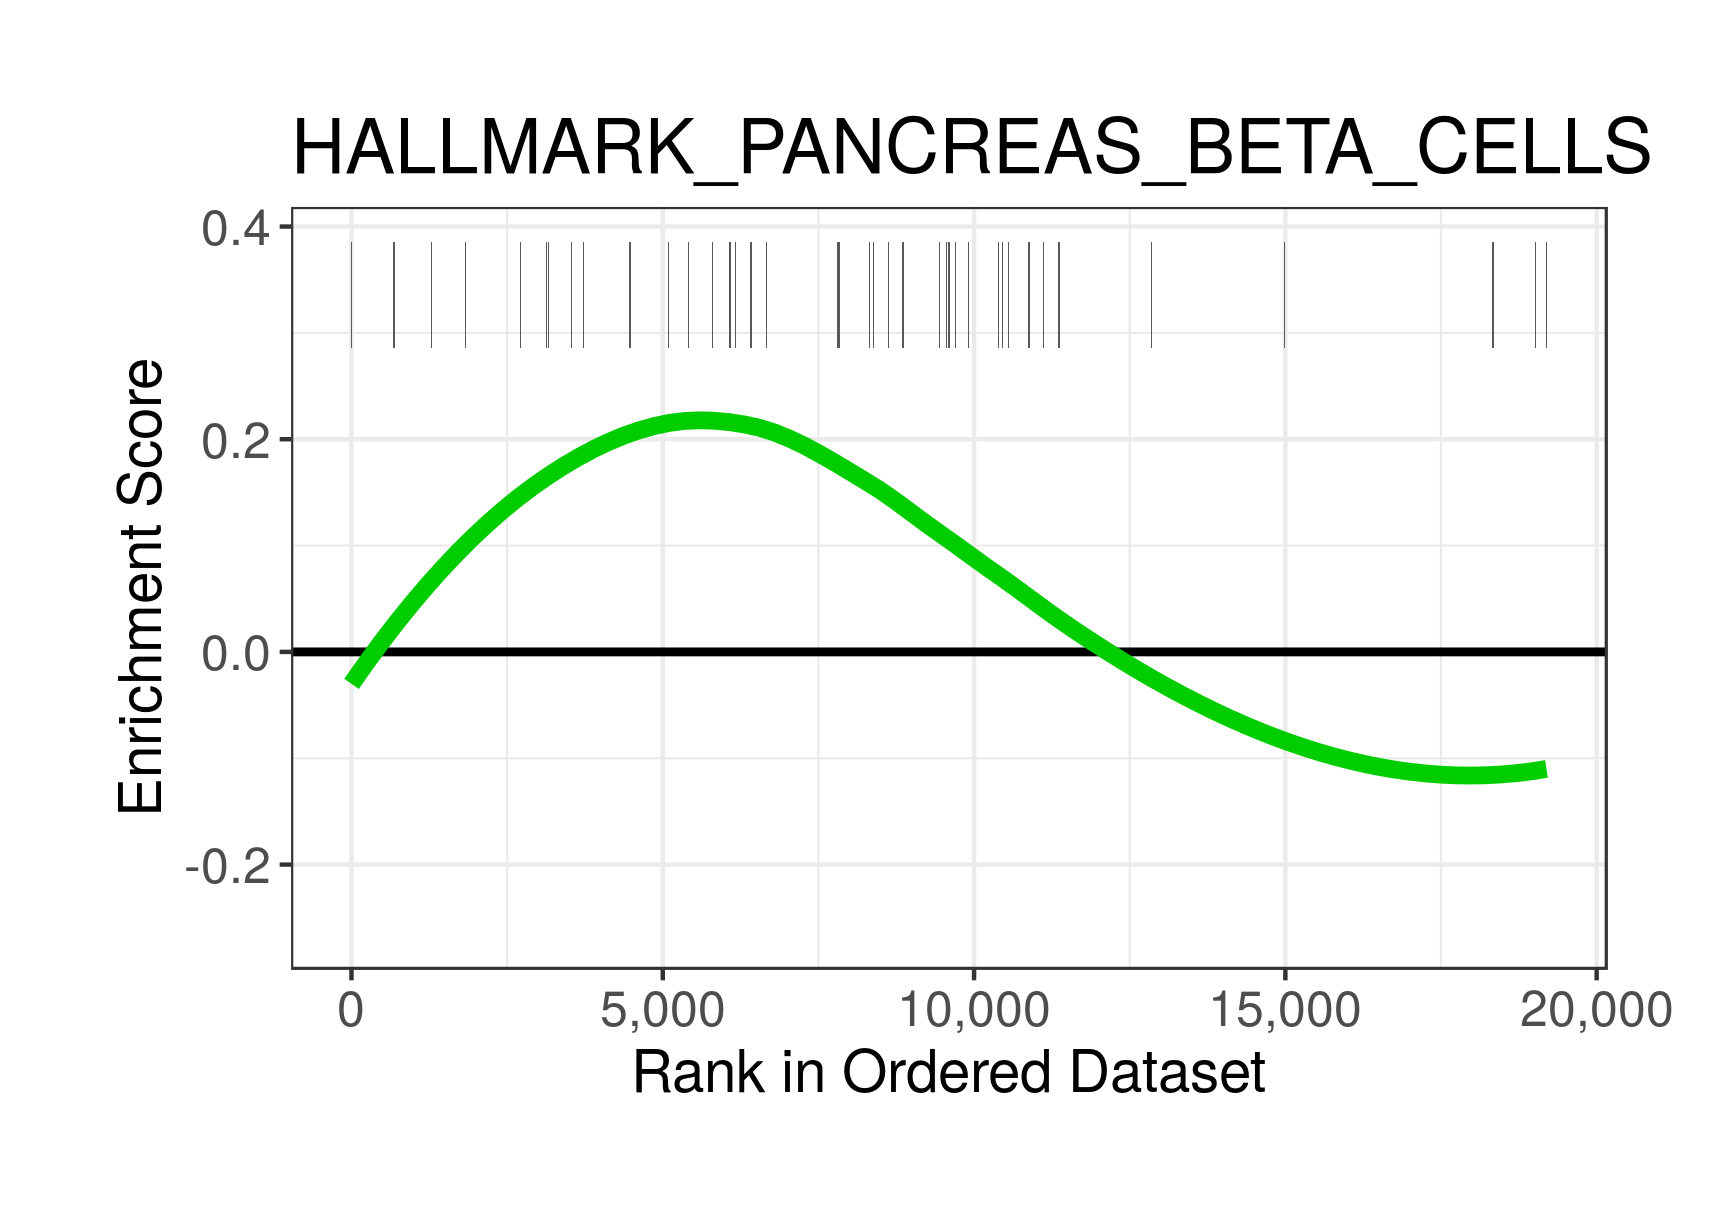 HALLMARK_PANCREAS_BETA_CELLS
0.4
0.2
0.0
-0.2
Enrichment Score
0 5,000 10,000 15,000 20,000
Rank in Ordered Dataset